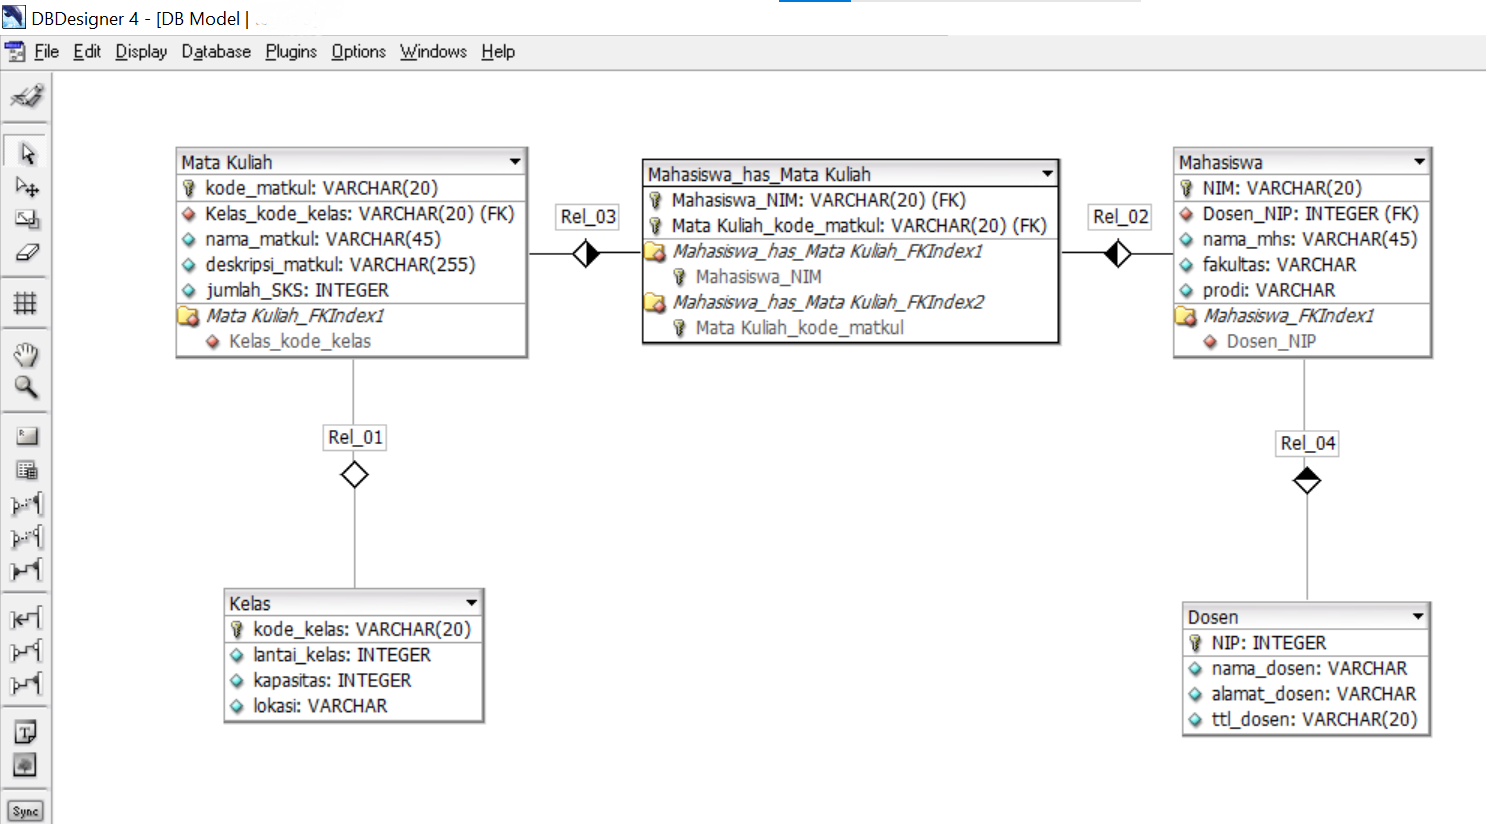 DBDesigner 4 - [DB Model |
File Edit Display Database Plugins Options Windows Help
Mata Kuliah
kode_matkul: VARCHAR(20)
Kelas_kode_kelas: VARCHAR(20) (FK)
nama_matkul: VARCHAR(45)
deskripsi_matkul: VARCHAR(255)
jumlah_SKS: INTEGER
Mata Kuliah_FKIndex1
Kelas_kode_kelas
Rel_03
Mahasiswa_has_Mata Kuliah
Mahasiswa_NIM: VARCHAR(20) (FK)
Mata Kuliah_kode_matkul: VARCHAR(20) (FK)
Mahasiswa_has_Mata Kuliah_FKIndex1
Mahasiswa_NIM
Mahasiswa_has_Mata Kuliah_FKIndex2
Mata Kuliah_kode_matkul
Rel_02
Mahasiswa
NIM: VARCHAR(20)
Dosen_NIP: INTEGER (FK)
nama_mhs: VARCHAR(45)
fakultas: VARCHAR
prodi: VARCHAR
Mahasiswa_FKIndex1
Dosen_NIP
Rel_01
Rel_04
Kelas
kode_kelas: VARCHAR(20)
lantai_kelas: INTEGER
kapasitas: INTEGER
lokasi: VARCHAR
Dosen
NIP: INTEGER
nama_dosen: VARCHAR
alamat_dosen: VARCHAR
ttl_dosen: VARCHAR(20)
Sync